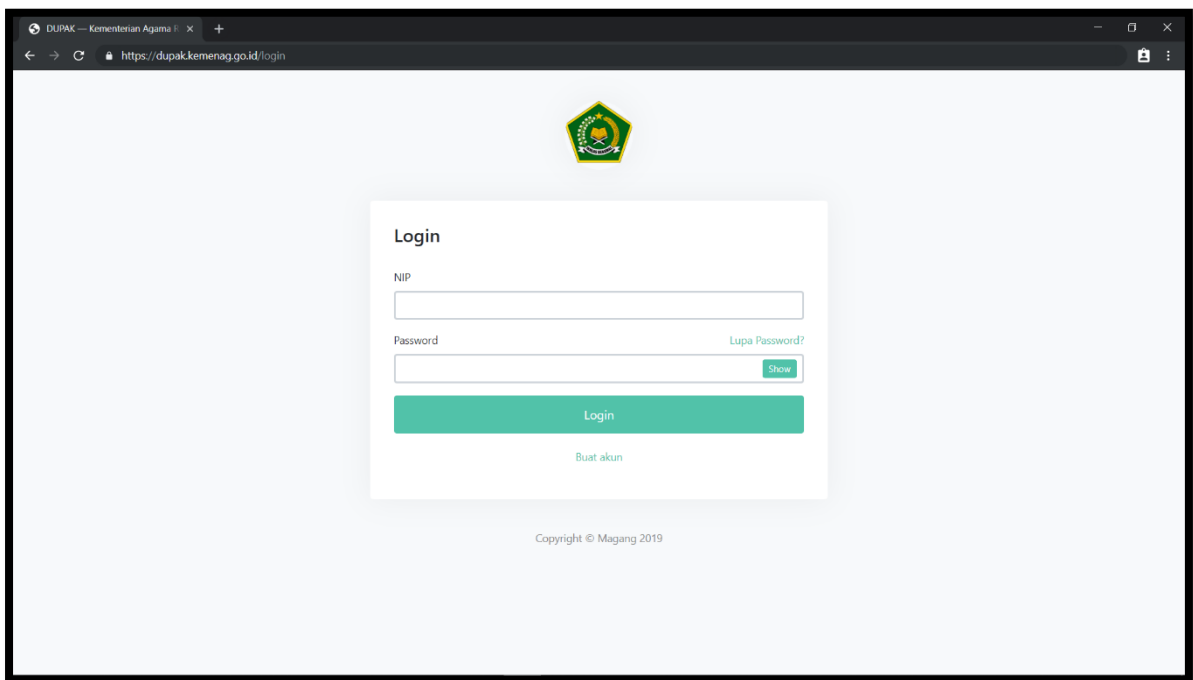 DUPAK — Kementerian Agama R
https://dupak.kemenag.go.id/login
Login
NIP
Password
Lupa Password?
Show
Login
Buat akun
Copyright © Magang 2019